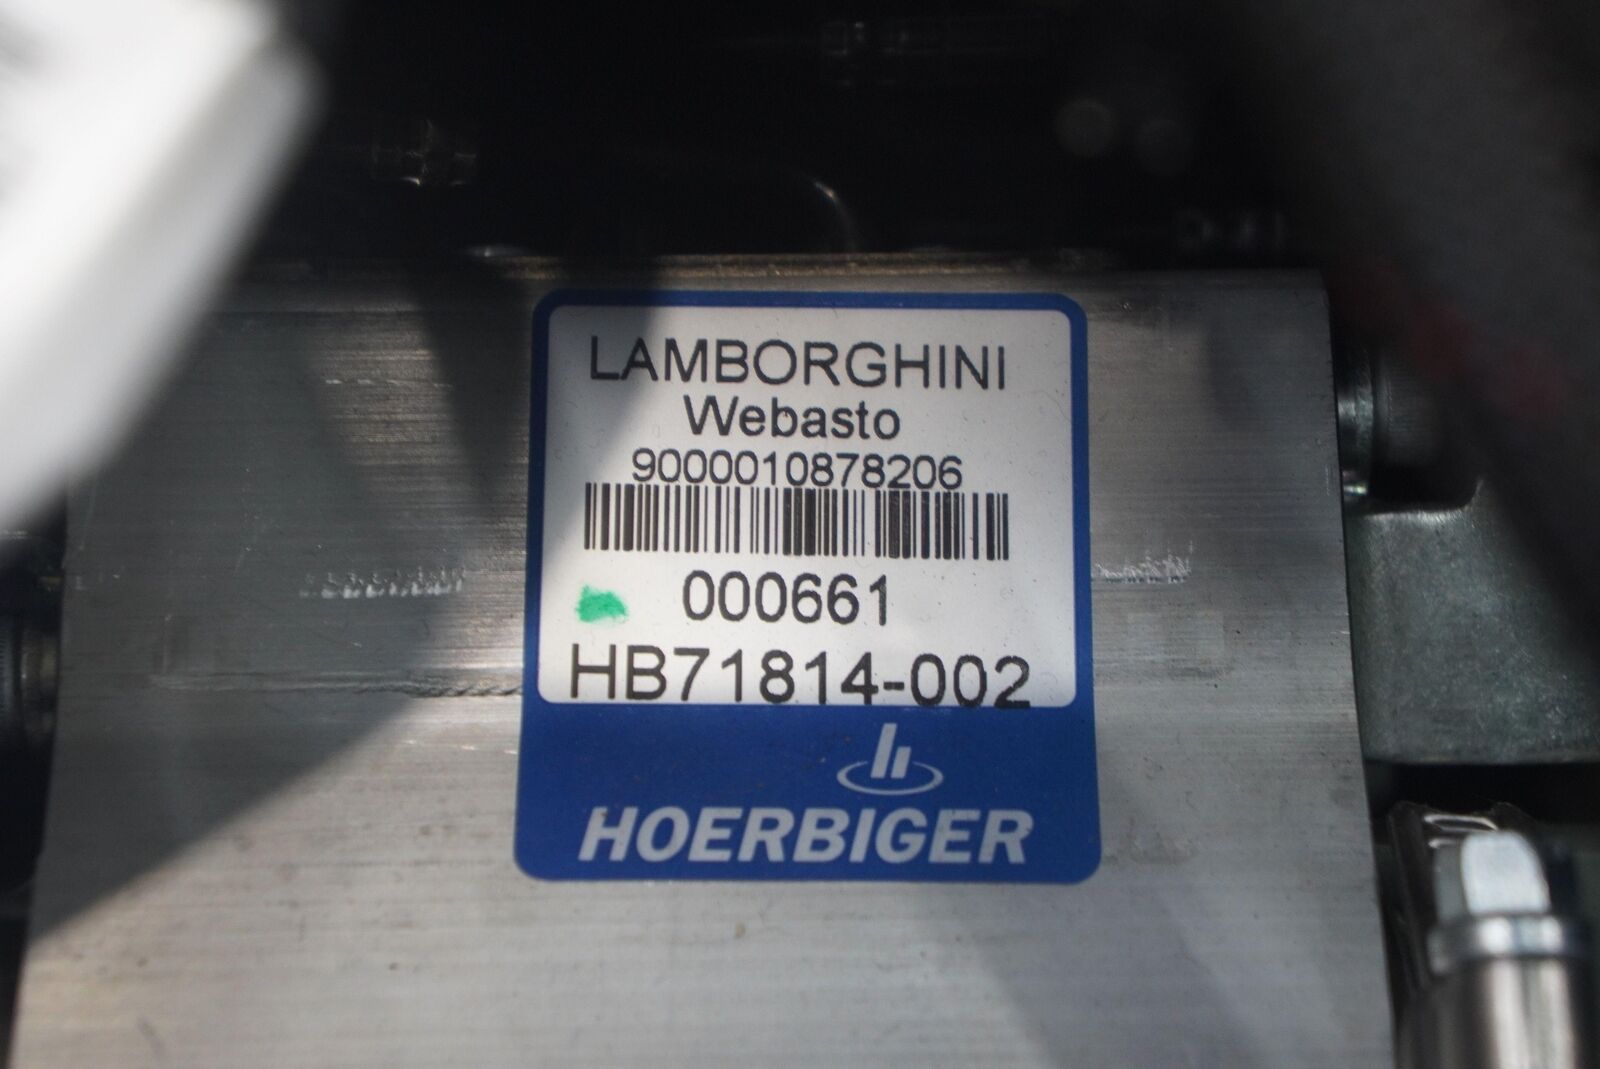 LAMBORGHINI
Webasto
9000010878206
000661
HB71814-002
HOERBIGER